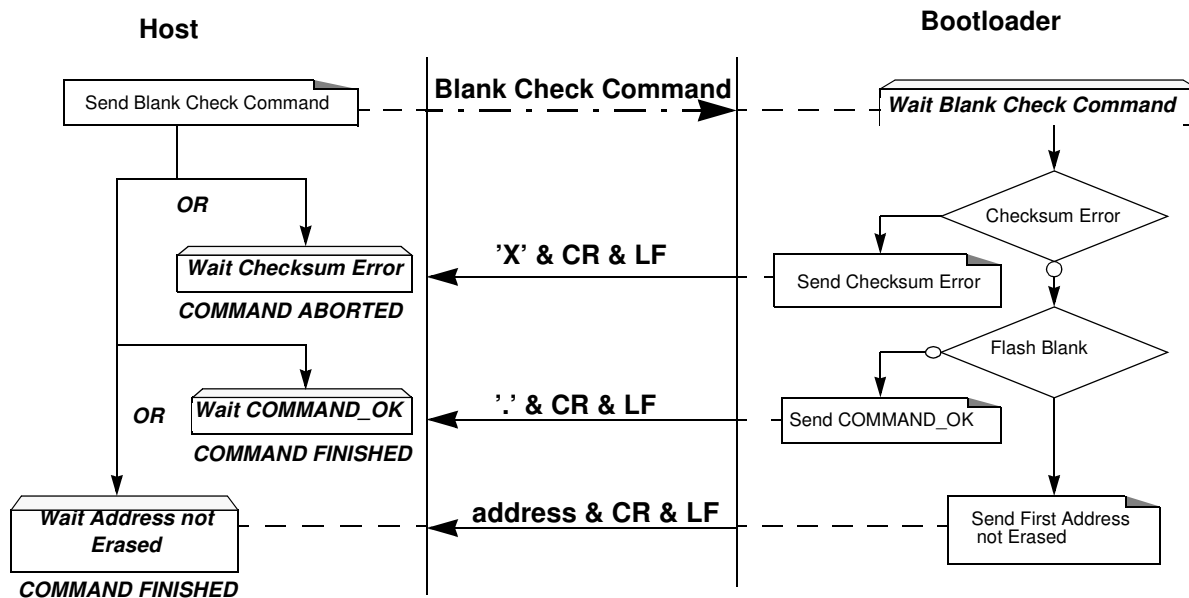 Host
Bootloader
Send Blank Check Command
Blank Check Command
Wait Blank Check Command
OR
Checksum Error
Wait Checksum Error
'X' & CR & LF
Send Checksum Error
COMMAND ABORTED
Flash Blank
OR
Wait COMMAND_OK
'.' & CR & LF
Send COMMAND_OK
COMMAND FINISHED
Wait Address not
Erased
address & CR & LF
Send First Address
not Erased
COMMAND FINISHED